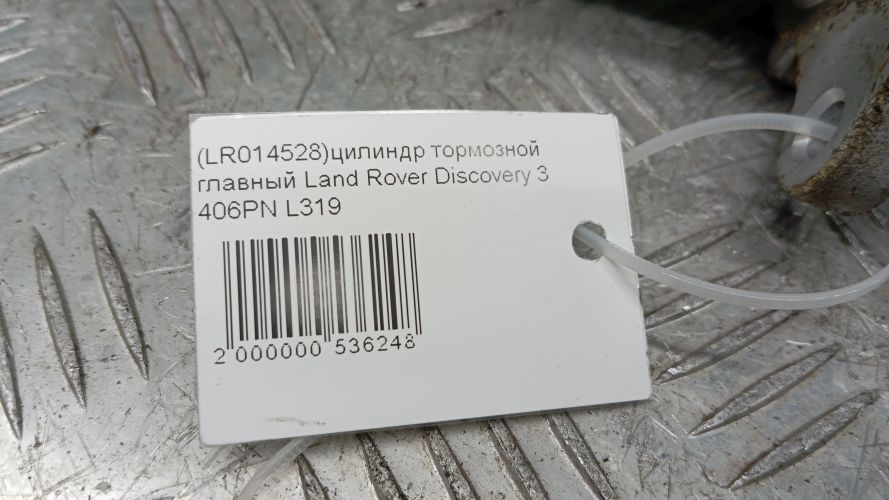 (LR014528)цилиндр тормозной
главный Land Rover Discovery 3
406PN L319
2 000000 536248